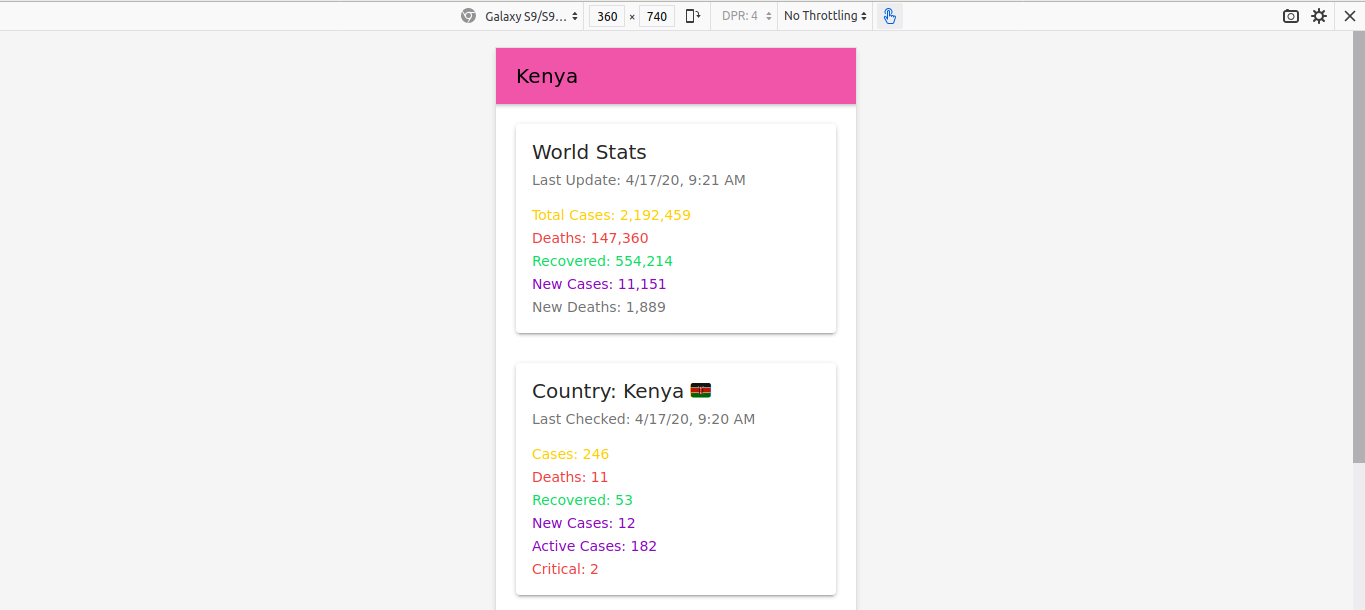 Galaxy S9/S9... 360 × 740 DPR: 4 No Throttling
Kenya
World Stats
Last Update: 4/17/20, 9:21 AM
Total Cases: 2,192,459
Deaths: 147,360
Recovered: 554,214
New Cases: 11,151
New Deaths: 1,889
Country: Kenya 🇰🇪
Last Checked: 4/17/20, 9:20 AM
Cases: 246
Deaths: 11
Recovered: 53
New Cases: 12
Active Cases: 182
Critical: 2